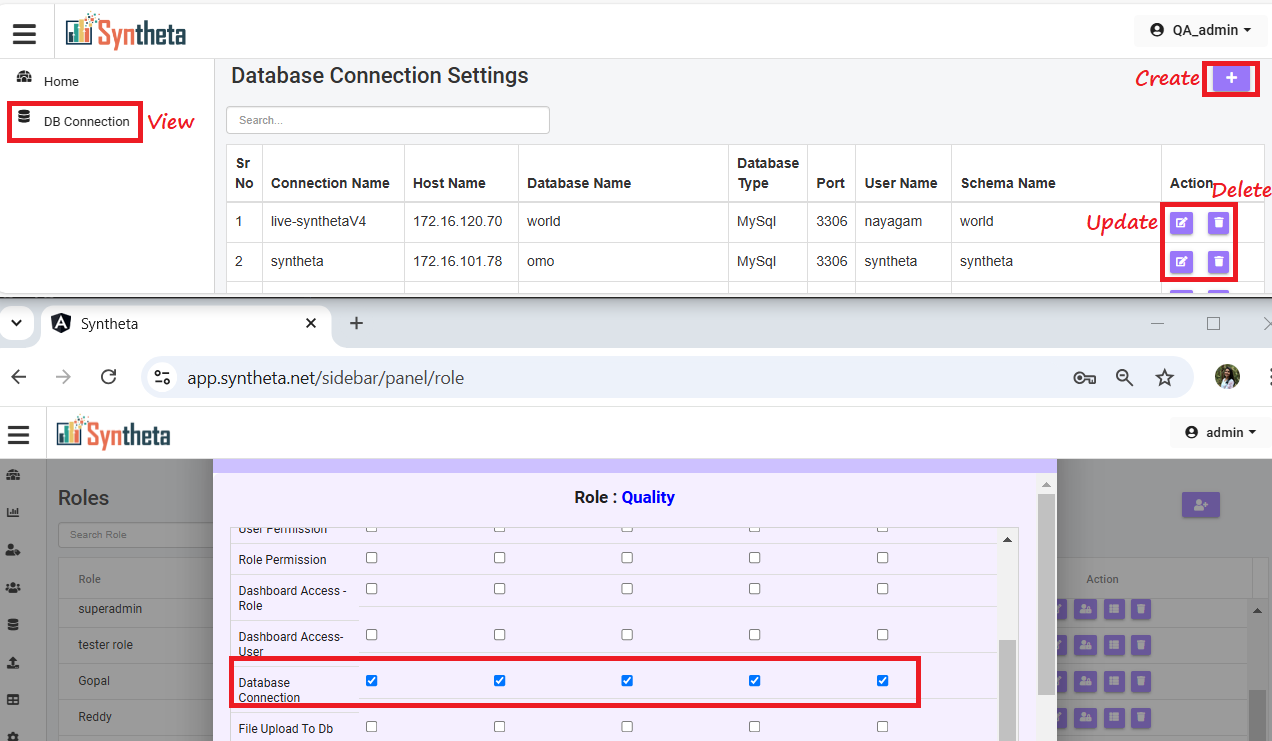 Syntheta
QA_admin
Home
DB Connection
View
Database Connection Settings
Create
+
Search...
Sr No
Connection Name
Host Name
Database Name
Database Type
Port
User Name
Schema Name
Action
Delete
1 live-synthetaV4 172.16.120.70 world MySql 3306 nayagam world
Update
2 syntheta 172.16.101.78 omo MySql 3306 syntheta syntheta
Syntheta
app.syntheta.net/sidebar/panel/role
Syntheta
admin
Roles
Search Role
Role
superadmin
tester role
Gopal
Reddy
Role : Quality
User Permission
Role Permission
Dashboard Access -
Role
Dashboard Access-
User
Database
Connection
File Upload To Db
Action